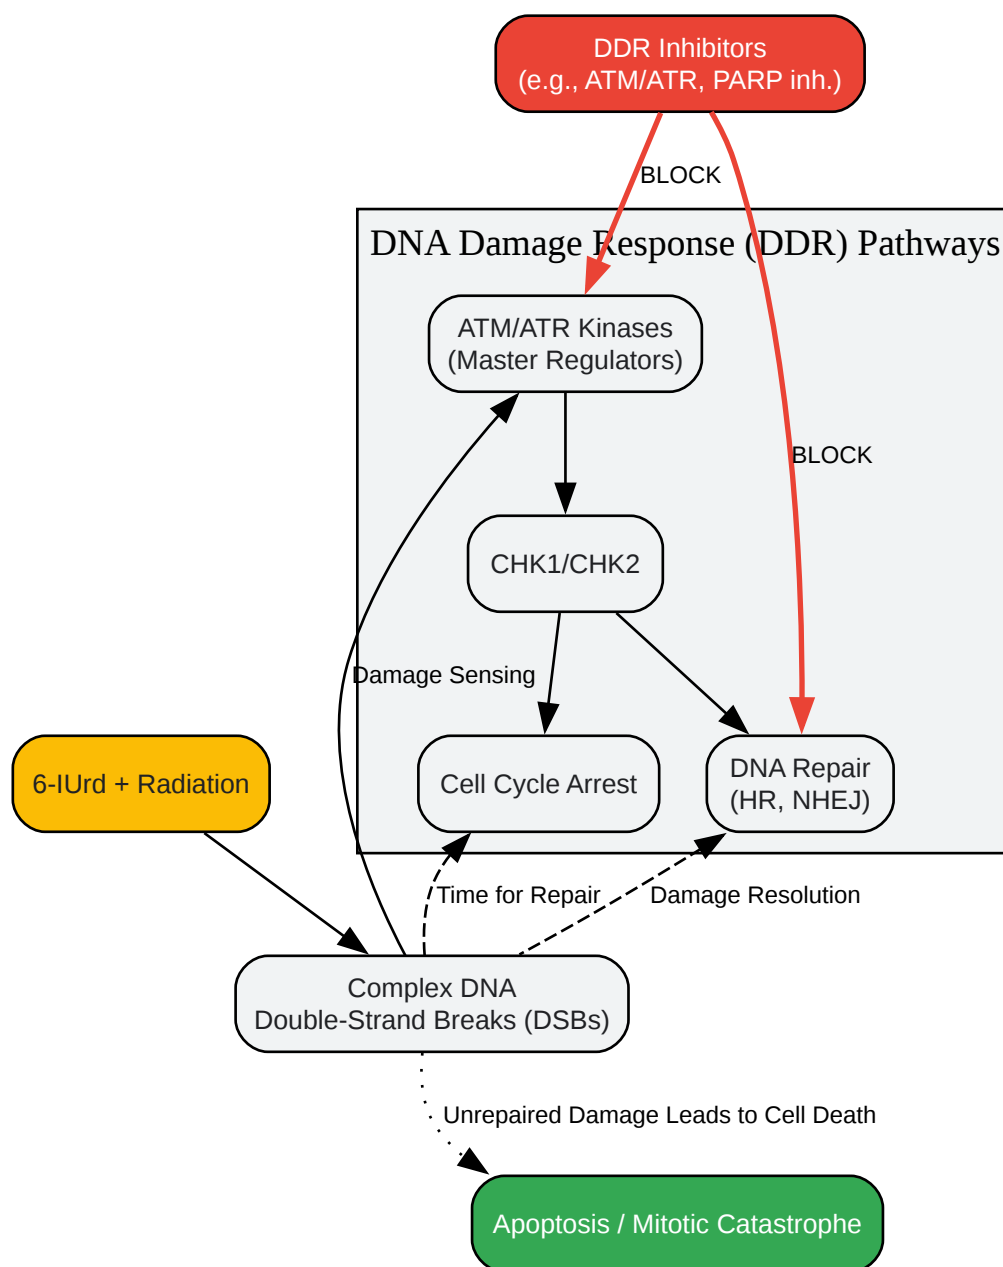 DDR Inhibitors
(e.g., ATM/ATR, PARP inh.)
BLOCK
DNA Damage Response (DDR) Pathways
ATM/ATR Kinases
(Master Regulators)
BLOCK
CHK1/CHK2
Damage Sensing
6-IUrd + Radiation
Cell Cycle Arrest
DNA Repair
(HR, NHEJ)
Time for Repair
Damage Resolution
Complex DNA
Double-Strand Breaks (DSBs)
Unrepaired Damage Leads to Cell Death
Apoptosis / Mitotic Catastrophe